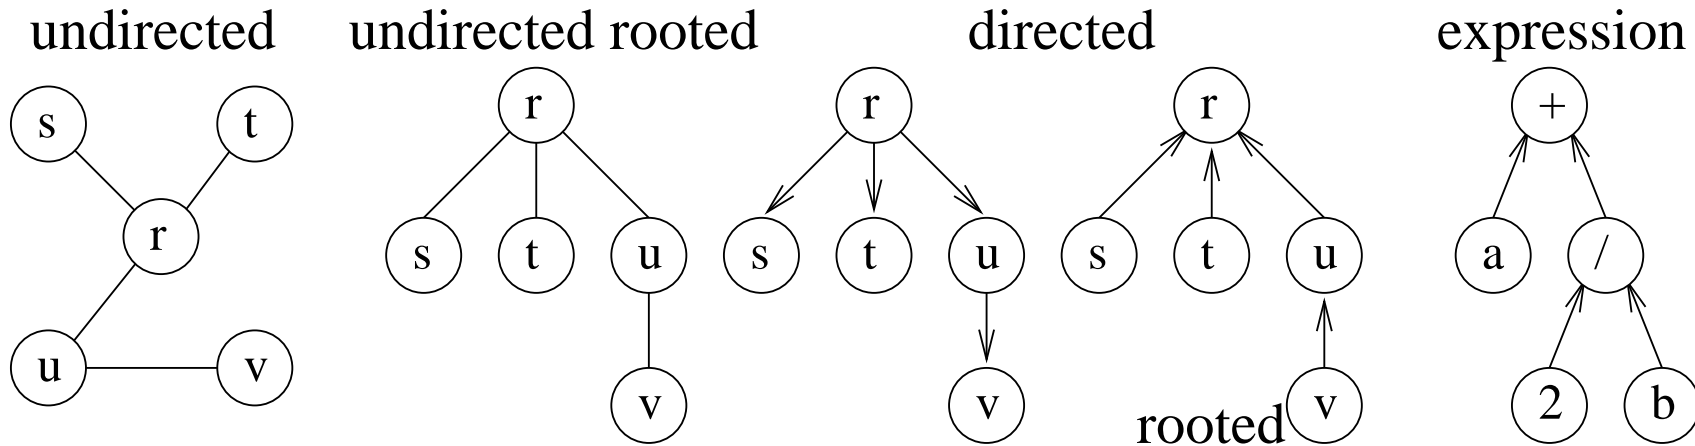 undirected
undirected rooted
directed
expression
s t
r
u v
r
s t u
v
r
s t u
v
r
s t u
rooted v
+
a /
2 b